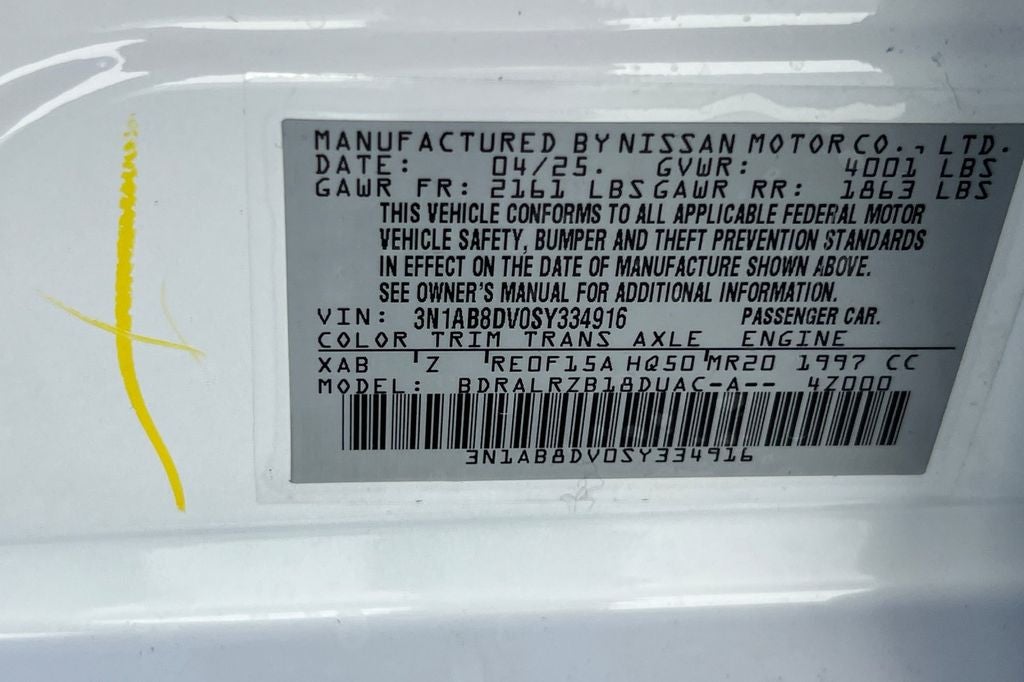 MANUFACTURED BY NISSAN MOTOR CO., LTD.
DATE: 04/25. GVWR: 4001 LBS
GAWR FR: 2161 LBS GAWR RR: 1863 LBS
THIS VEHICLE CONFORMS TO ALL APPLICABLE FEDERAL MOTOR
VEHICLE SAFETY, BUMPER AND THEFT PREVENTION STANDARDS
IN EFFECT ON THE DATE OF MANUFACTURE SHOWN ABOVE.
SEE OWNER'S MANUAL FOR ADDITIONAL INFORMATION.
VIN: 3N1AB8DV0SY334916 PASSENGER CAR.
COLOR TRIM TRANS AXLE ENGINE
XAB Z RE0F15A HQ50 MR20 1997 CC
MODEL: BDRALRZB18DUAC-A-- 4Z000
3N1AB8DV0SY334916